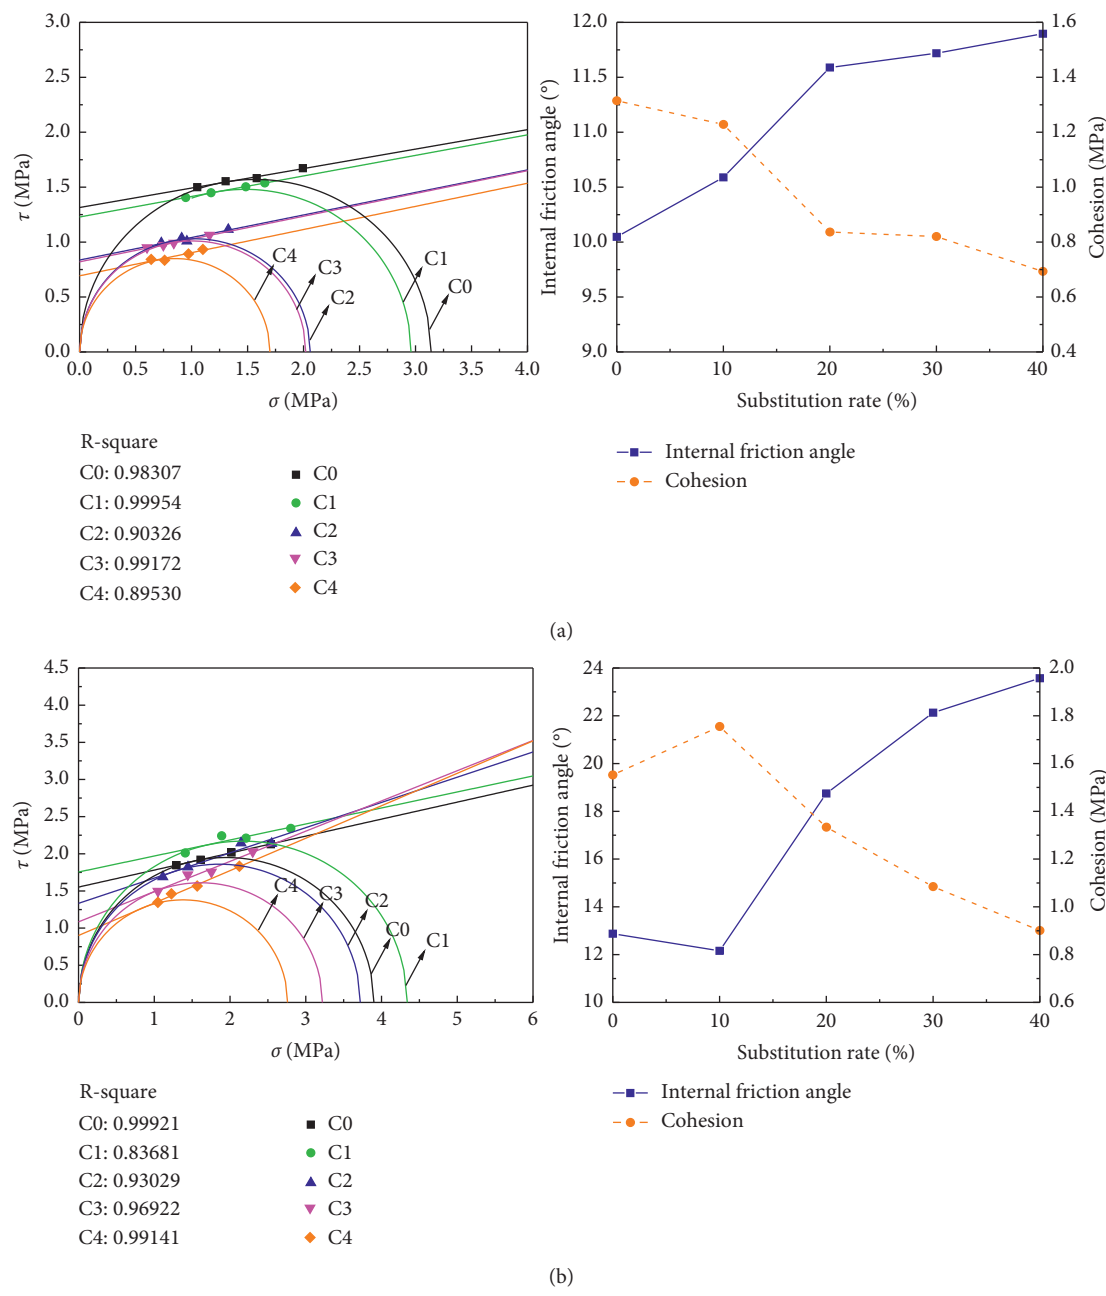 3.0
2.5
2.0
1.5
1.0
0.5
0.0
τ (MPa)
0.0 0.5 1.0 1.5 2.0 2.5 3.0 3.5 4.0
σ (MPa)
C4
C3
C2
C1
C0
12.0
11.5
11.0
10.5
10.0
9.5
9.0
Internal friction angle (°)
1.6
1.4
1.2
1.0
0.8
0.6
0.4
Cohesion (MPa)
0 10 20 30 40
Substitution rate (%)
R-square
C0: 0.98307
C1: 0.99954
C2: 0.90326
C3: 0.99172
C4: 0.89530
C0
C1
C2
C3
C4
Internal friction angle
Cohesion
(a)
4.5
4.0
3.5
3.0
2.5
2.0
1.5
1.0
0.5
0.0
τ (MPa)
0 1 2 3 4 5 6
σ (MPa)
C4
C3
C2
C0
C1
24
22
20
18
16
14
12
10
Internal friction angle (°)
2.0
1.8
1.6
1.4
1.2
1.0
0.8
0.6
Cohesion (MPa)
0 10 20 30 40
Substitution rate (%)
R-square
C0: 0.99921
C1: 0.83681
C2: 0.93029
C3: 0.96922
C4: 0.99141
C0
C1
C2
C3
C4
Internal friction angle
Cohesion
(b)